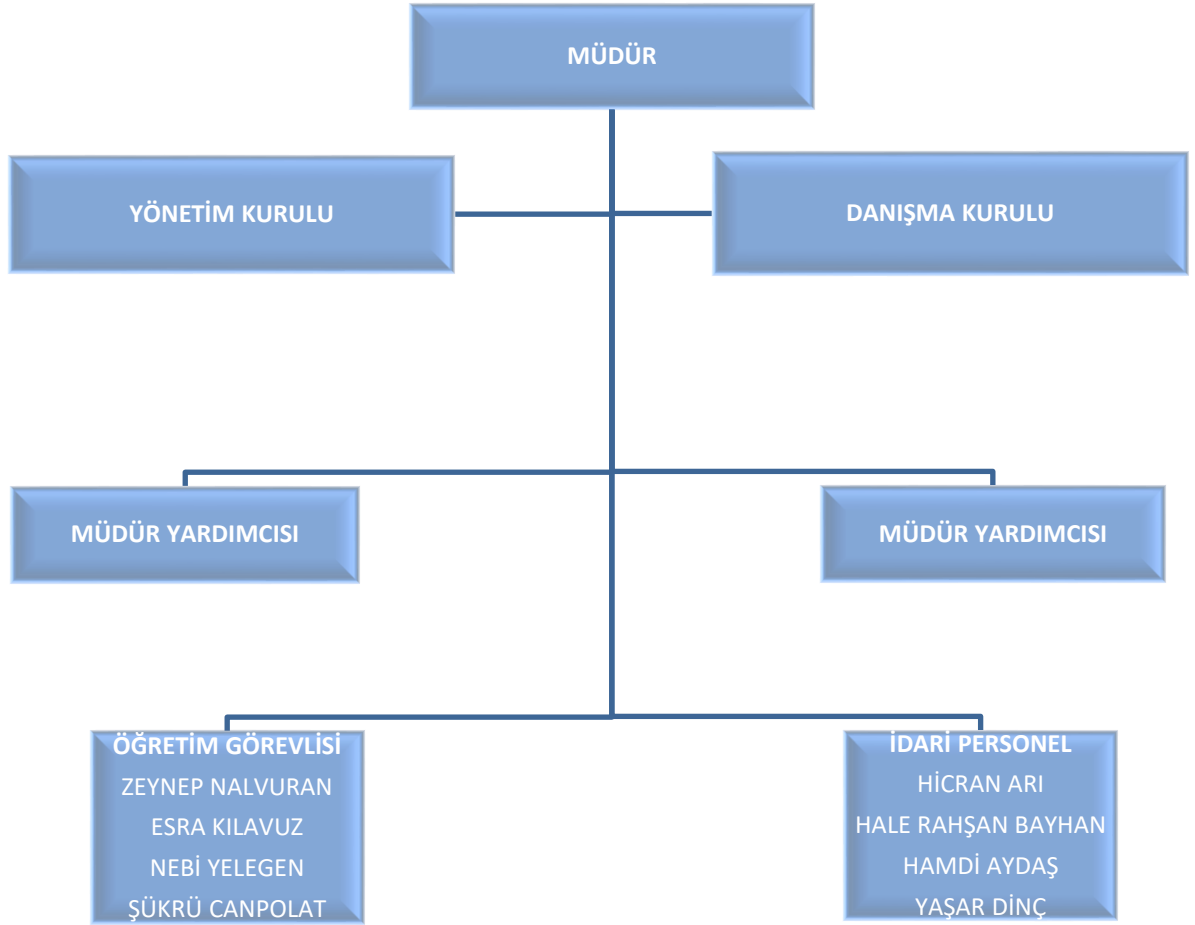 MÜDÜR
YÖNETİM KURULU
DANIŞMA KURULU
MÜDÜR YARDIMCISI
MÜDÜR YARDIMCISI
ÖĞRETİM GÖREVLİSİ
ZEYNEP NALVURAN
ESRA KILAVUZ
NEBİ YELEGEN
ŞÜKRÜ CANPOLAT
İDARİ PERSONEL
HİCRAN ARI
HALE RAHŞAN BAYHAN
HAMDİ AYDAŞ
YAŞAR DİNÇ